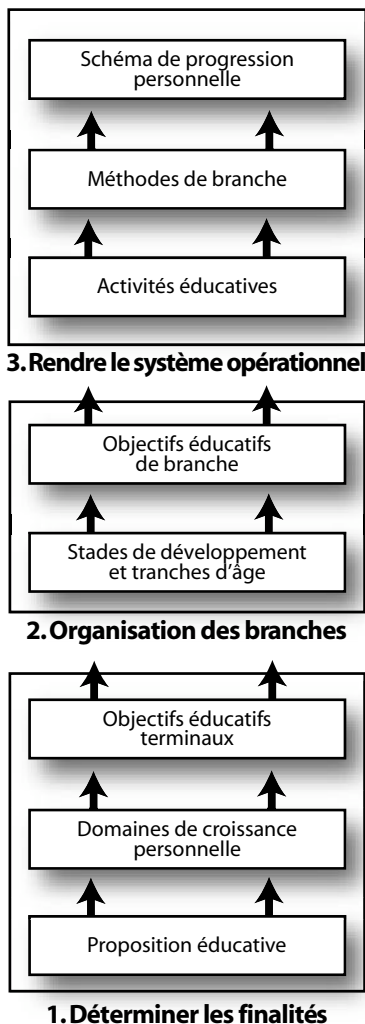 Schéma de progression
personnelle
Méthodes de branche
Activités éducatives
3. Rendre le système opérationnel
Objectifs éducatifs
de branche
Stades de développement
et tranches d'âge
2. Organisation des branches
Objectifs éducatifs
terminaux
Domaines de croissance
personnelle
Proposition éducative
1. Déterminer les finalités